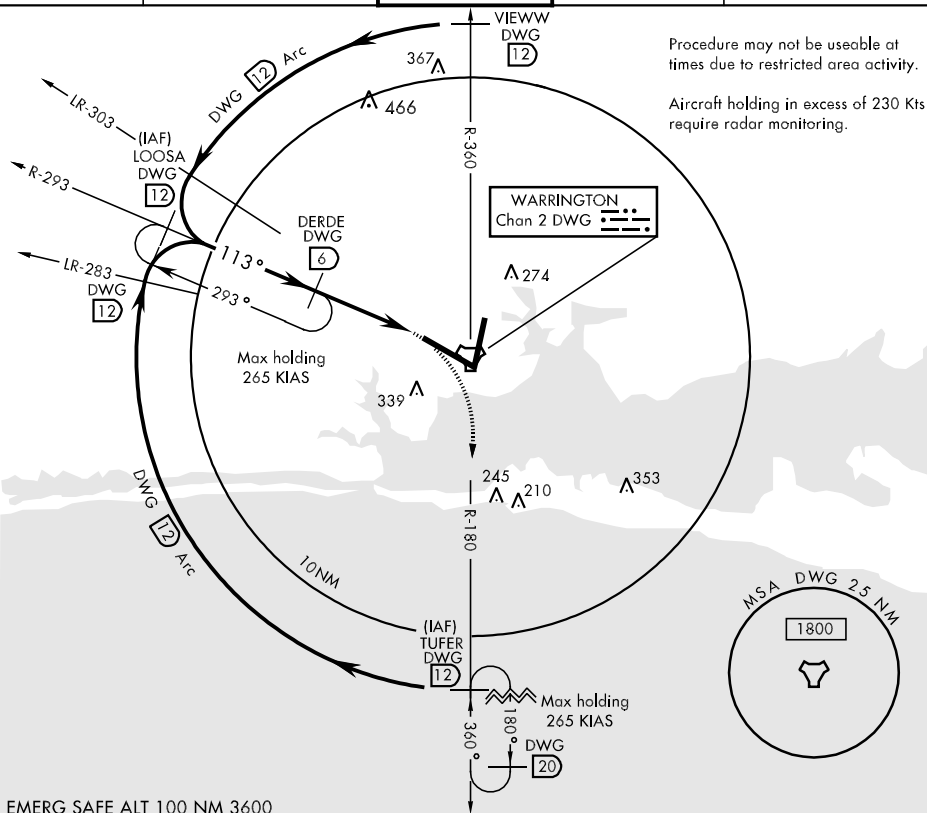 VIEWW
DWG
12
Procedure may not be useable at
times due to restricted area activity.
Aircraft holding in excess of 230 Kts
require radar monitoring.
367
466
DWG 12 Arc
LR-303
(IAF)
LOOSA
DWG
12
R-293
R-360
WARRINGTON
Chan 2 DWG
DERDE
DWG
6
113°
LR-283
293°
DWG
12
274
Max holding
265 KIAS
339
245
210
353
DWG 12 Arc
R-180
10 NM
(IAF)
TUFER
DWG
12
MSA DWG 25 NM
1800
Max holding
265 KIAS
360°
180°
DWG
20
EMERG SAFE ALT 100 NM 3600